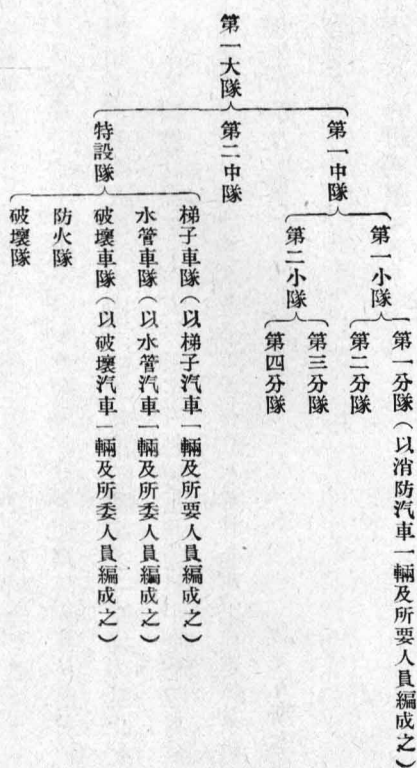 第一大隊
第一中隊
第一小隊
第一分隊（以消防汽車一輛及所要人員編成之）
第二分隊
第二小隊
第三分隊
第四分隊
第二中隊
特設隊
梯子車隊（以梯子汽車一輛及所要人員編成之）
水管車隊（以水管汽車一輛及所委人員編成之）
破壞車隊（以破壞汽車一輛及所委人員編成之）
防火隊
破壞隊